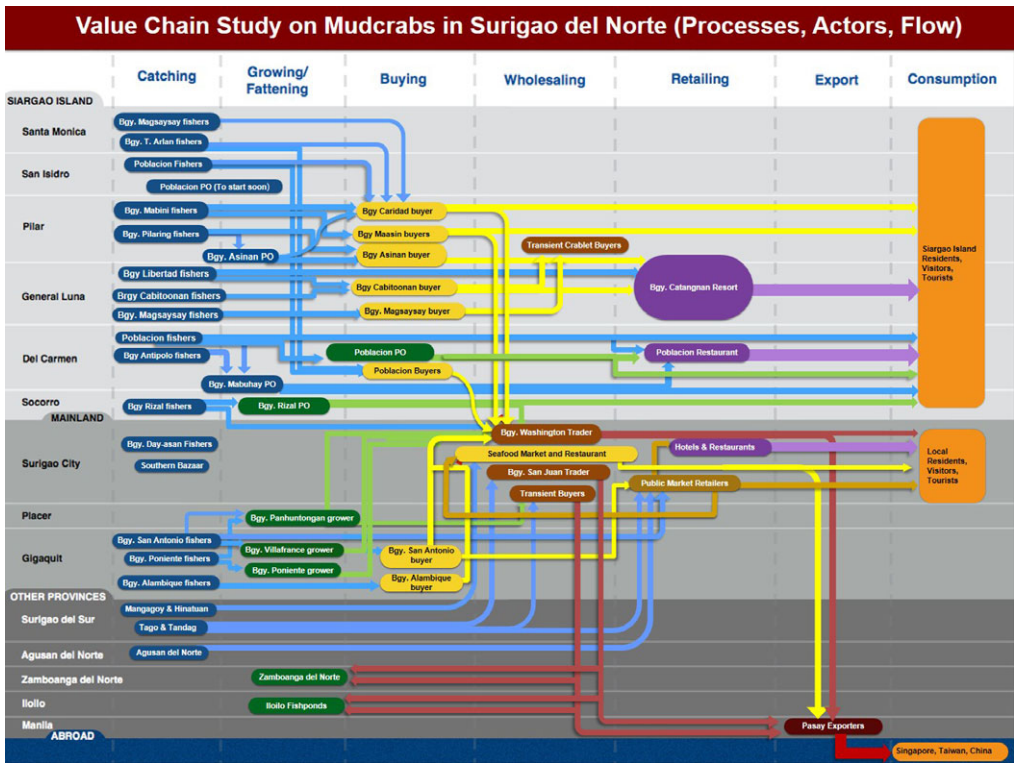 Value Chain Study on Mudcrabs in Surigao del Norte (Processes, Actors, Flow)
Catching
Growing/
Fattening
Buying
Wholesaling
Retailing
Export
Consumption
SIARGAO ISLAND
Santa Monica
Bgy. Magsaysay fishers
Bgy. T. Arlan fishers
San Isidro
Poblacion Fishers
Poblacion PO (To start soon)
Pilar
Bgy. Mabini fishers
Bgy. Pilaring fishers
Bgy. Asinan PO
Bgy Caridad buyer
Bgy Maasin buyers
Bgy Asinan buyer
Transient Crablet Buyers
Siargao Island
Residents,
Visitors,
Tourists
General Luna
Bgy Libertad fishers
Brgy Cabitoonan fishers
Bgy. Magsaysay fishers
Bgy Cabitoonan buyer
Bgy. Magsaysay buyer
Bgy. Catangnan Resort
Del Carmen
Poblacion fishers
Bgy Antipolo fishers
Bgy. Mabuhay PO
Poblacion PO
Poblacion Buyers
Poblacion Restaurant
Socorro
Bgy Rizal fishers
Bgy. Rizal PO
MAINLAND
Surigao City
Bgy. Day-asan Fishers
Southern Bazaar
Bgy. Washington Trader
Seafood Market and Restaurant
Bgy. San Juan Trader
Transient Buyers
Hotels & Restaurants
Public Market Retailers
Local
Residents,
Visitors,
Tourists
Placer
Bgy. Panhuntongan grower
Gigaquit
Bgy. San Antonio fishers
Bgy. Poniente fishers
Bgy. Alambique fishers
Bgy. Villafrance grower
Bgy. Poniente grower
Bgy. San Antonio
buyer
Bgy. Alambique
buyer
OTHER PROVINCES
Surigao del Sur
Mangagoy & Hinatuan
Tago & Tandag
Agusan del Norte
Agusan del Norte
Zamboanga del Norte
Zamboanga del Norte
Iloilo
Iloilo Fishponds
Manila
Pasay Exporters
ABROAD
Singapore, Taiwan, China